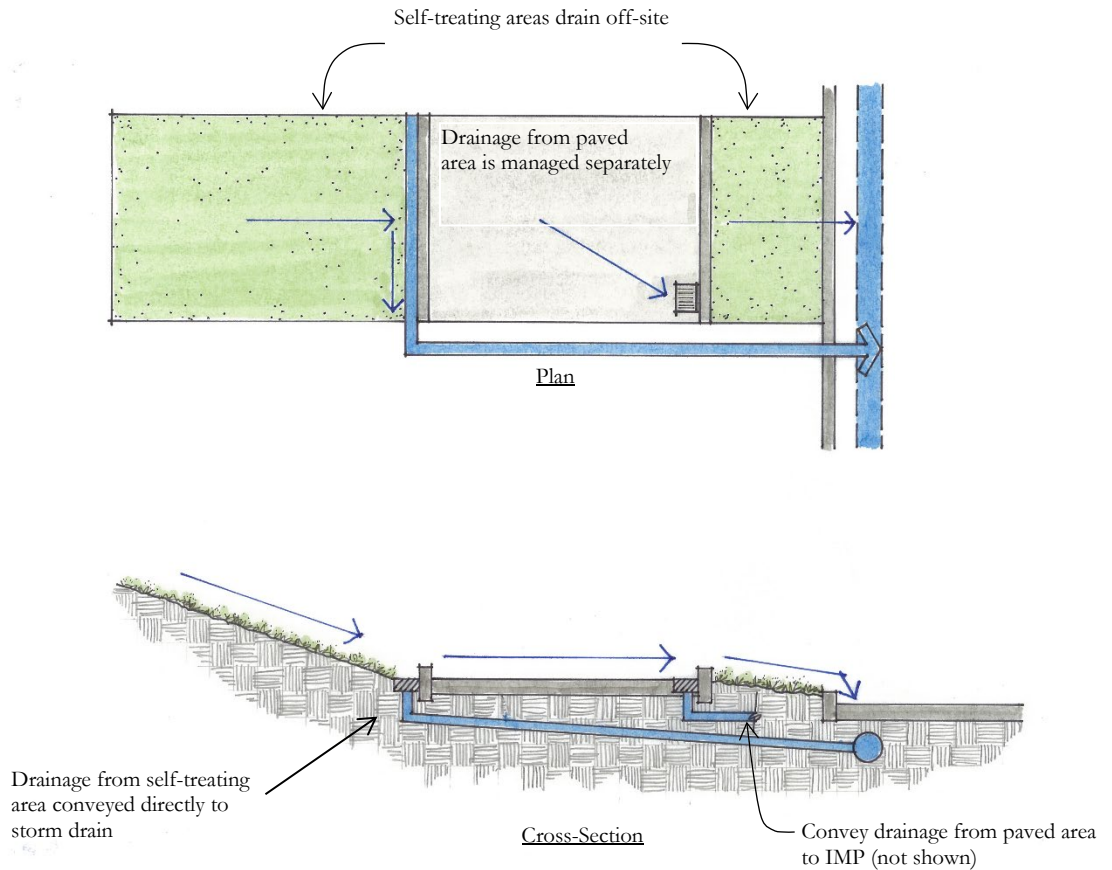 Self-treating areas drain off-site
Drainage from paved
area is managed separately
Plan
Drainage from self-treating
area conveyed directly to
storm drain
Cross-Section
Convey drainage from paved area
to IMP (not shown)